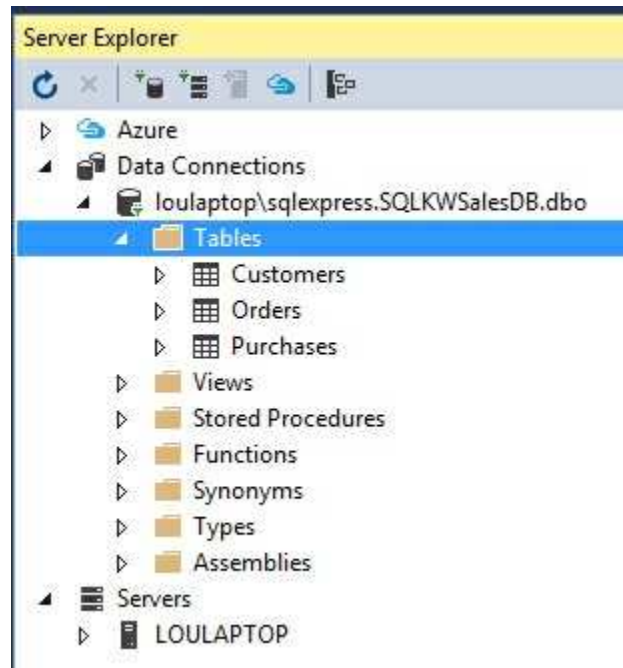 Server Explorer
Azure
Data Connections
loulaptop\sqlexpress.SQLKWSalesDB.dbo
Tables
Customers
Orders
Purchases
Views
Stored Procedures
Functions
Synonyms
Types
Assemblies
Servers
LOULAPTOP